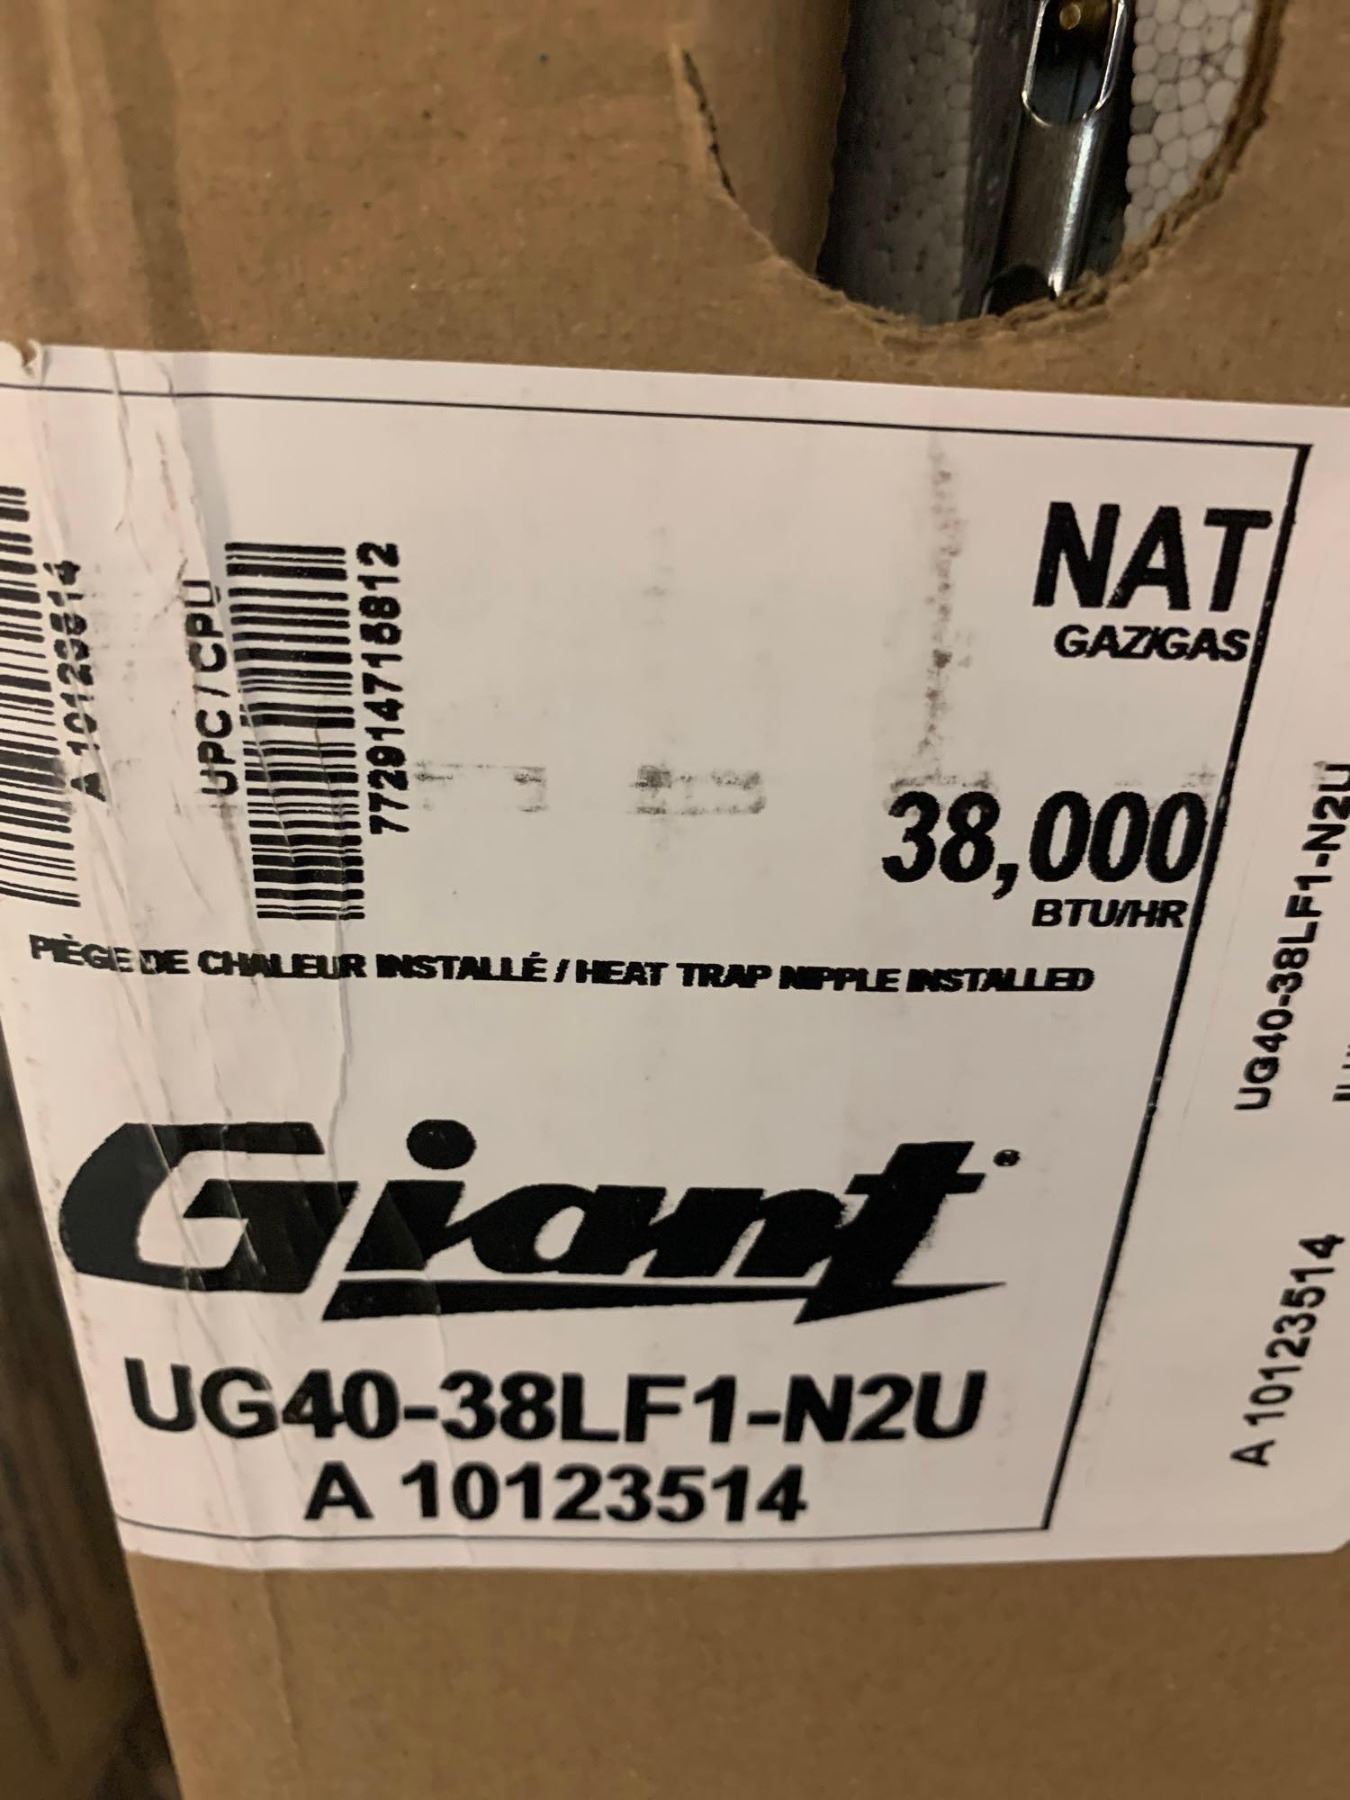 A 10123514
UPC / CPU
772914716812
NAT
GAZ/GAS
38,000
BTU/HR
PIÈGE DE CHALEUR INSTALLÉ / HEAT TRAP NIPPLE INSTALLED
Giant®
UG40-38LF1-N2U
A 10123514
UG40-38LF1-N2U
A 10123514